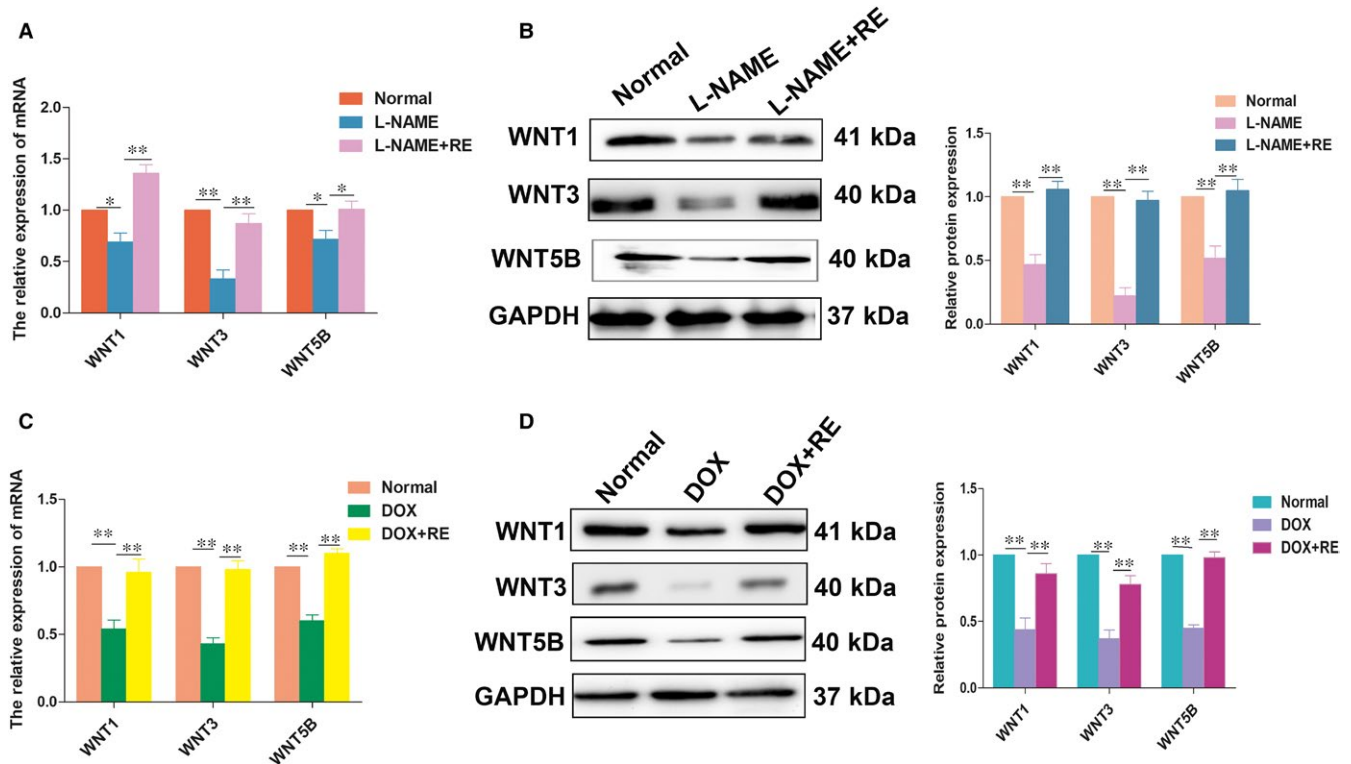 A
The relative expression of mRNA
2.0
1.5
1.0
0.5
0.0
Normal
L-NAME
L-NAME+RE
* **
** **
* *
WNT1 WNT3 WNT5B
B
Normal L-NAME L-NAME+RE
WNT1 41 kDa
WNT3 40 kDa
WNT5B 40 kDa
GAPDH 37 kDa
Relative protein expression
1.5
1.0
0.5
0.0
Normal
L-NAME
L-NAME+RE
** **
** **
** **
WNT1 WNT3 WNT5B
C
The relative expression of mRNA
1.5
1.0
0.5
0.0
Normal
DOX
DOX+RE
** **
** **
** **
WNT1 WNT3 WNT5B
D
Normal DOX DOX+RE
WNT1 41 kDa
WNT3 40 kDa
WNT5B 40 kDa
GAPDH 37 kDa
Relative protein expression
1.5
1.0
0.5
0.0
Normal
DOX
DOX+RE
** **
** **
** **
WNT1 WNT3 WNT5B